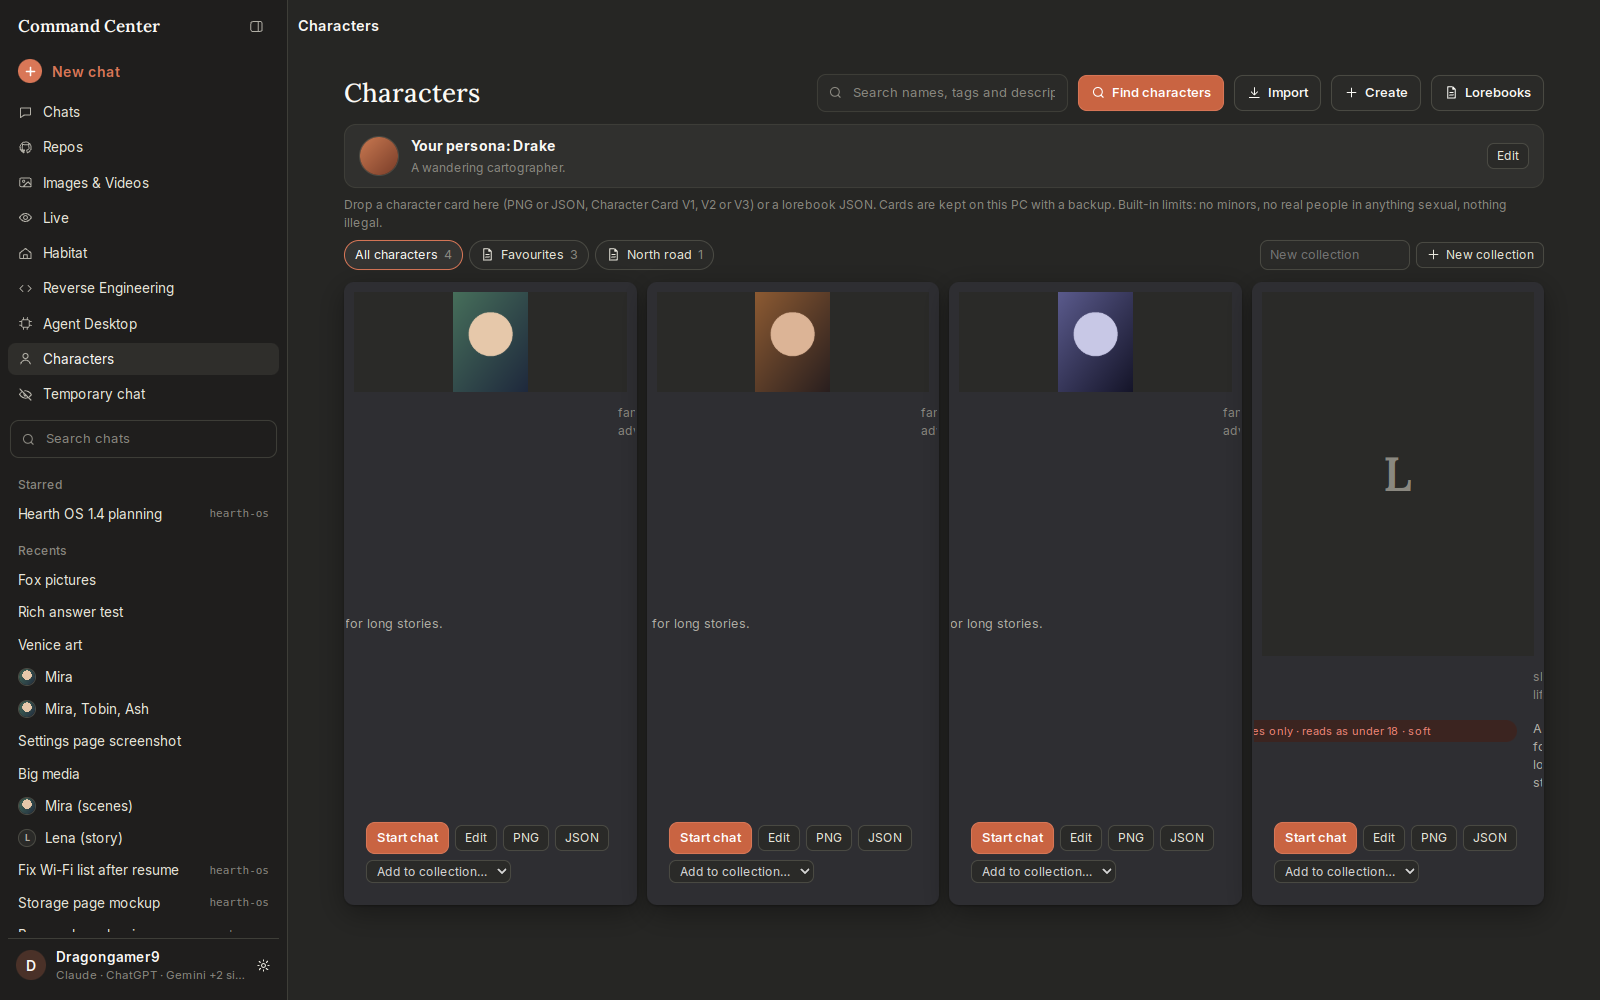 Command Center
New chat
Chats
Repos
Images & Videos
Live
Habitat
Reverse Engineering
Agent Desktop
Characters
Temporary chat
Search chats
Starred
Hearth OS 1.4 planning hearth-os
Recents
Fox pictures
Rich answer test
Venice art
Mira
Mira, Tobin, Ash
Settings page screenshot
Big media
Mira (scenes)
L Lena (story)
Fix Wi-Fi list after resume hearth-os
Storage page mockup hearth-os
D Dragongamer9
Claude · ChatGPT · Gemini +2 si...
Characters
Characters
Search names, tags and descrip
Find characters
Import
Create
Lorebooks
Your persona: Drake
A wandering cartographer.
Edit
Drop a character card here (PNG or JSON, Character Card V1, V2 or V3) or a lorebook JSON. Cards are kept on this PC with a backup. Built-in limits: no minors, no real people in anything sexual, nothing
illegal.
All characters 4
Favourites 3
North road 1
New collection
New collection
for long stories.
Start chat Edit PNG JSON
Add to collection...
for long stories.
Start chat Edit PNG JSON
Add to collection...
or long stories.
Start chat Edit PNG JSON
Add to collection...
L
es only · reads as under 18 · soft
Start chat Edit PNG JSON
Add to collection...